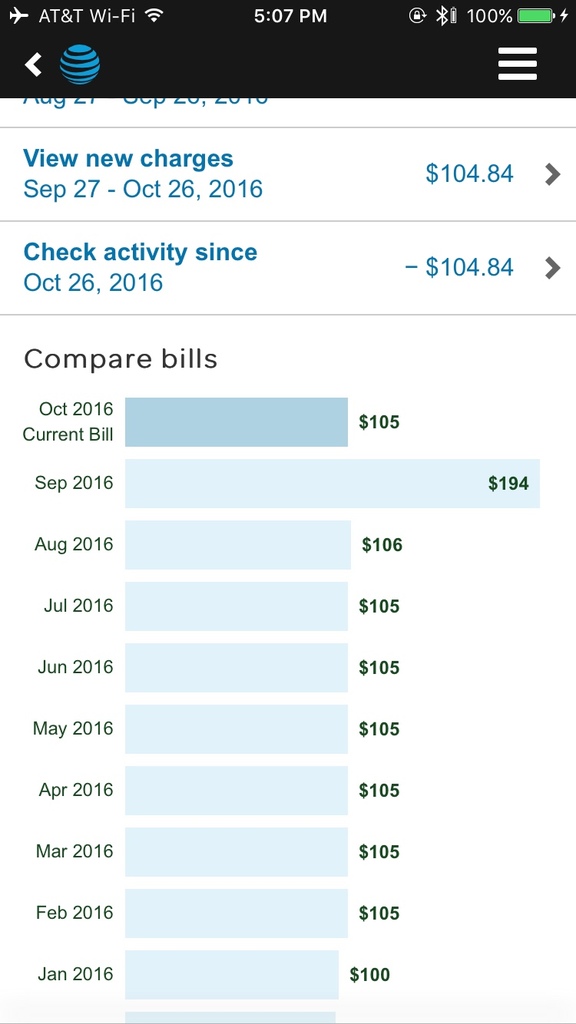 AT&T Wi-Fi 5:07 PM 100%
View new charges
Sep 27 - Oct 26, 2016 $104.84
Check activity since
Oct 26, 2016 – $104.84
Compare bills
Oct 2016
Current Bill $105
Sep 2016 $194
Aug 2016 $106
Jul 2016 $105
Jun 2016 $105
May 2016 $105
Apr 2016 $105
Mar 2016 $105
Feb 2016 $105
Jan 2016 $100